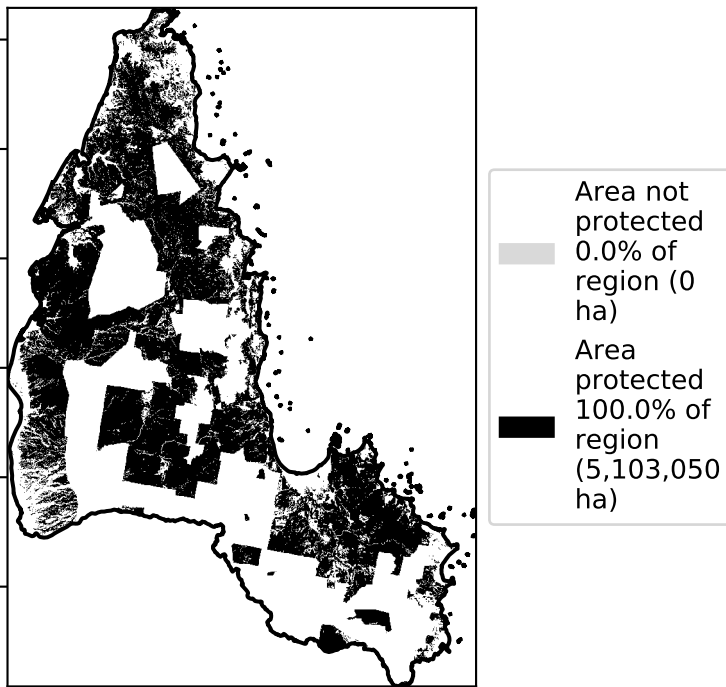 Area not
protected
0.0% of
region (0
ha)
Area
protected
100.0% of
region
(5,103,050
ha)